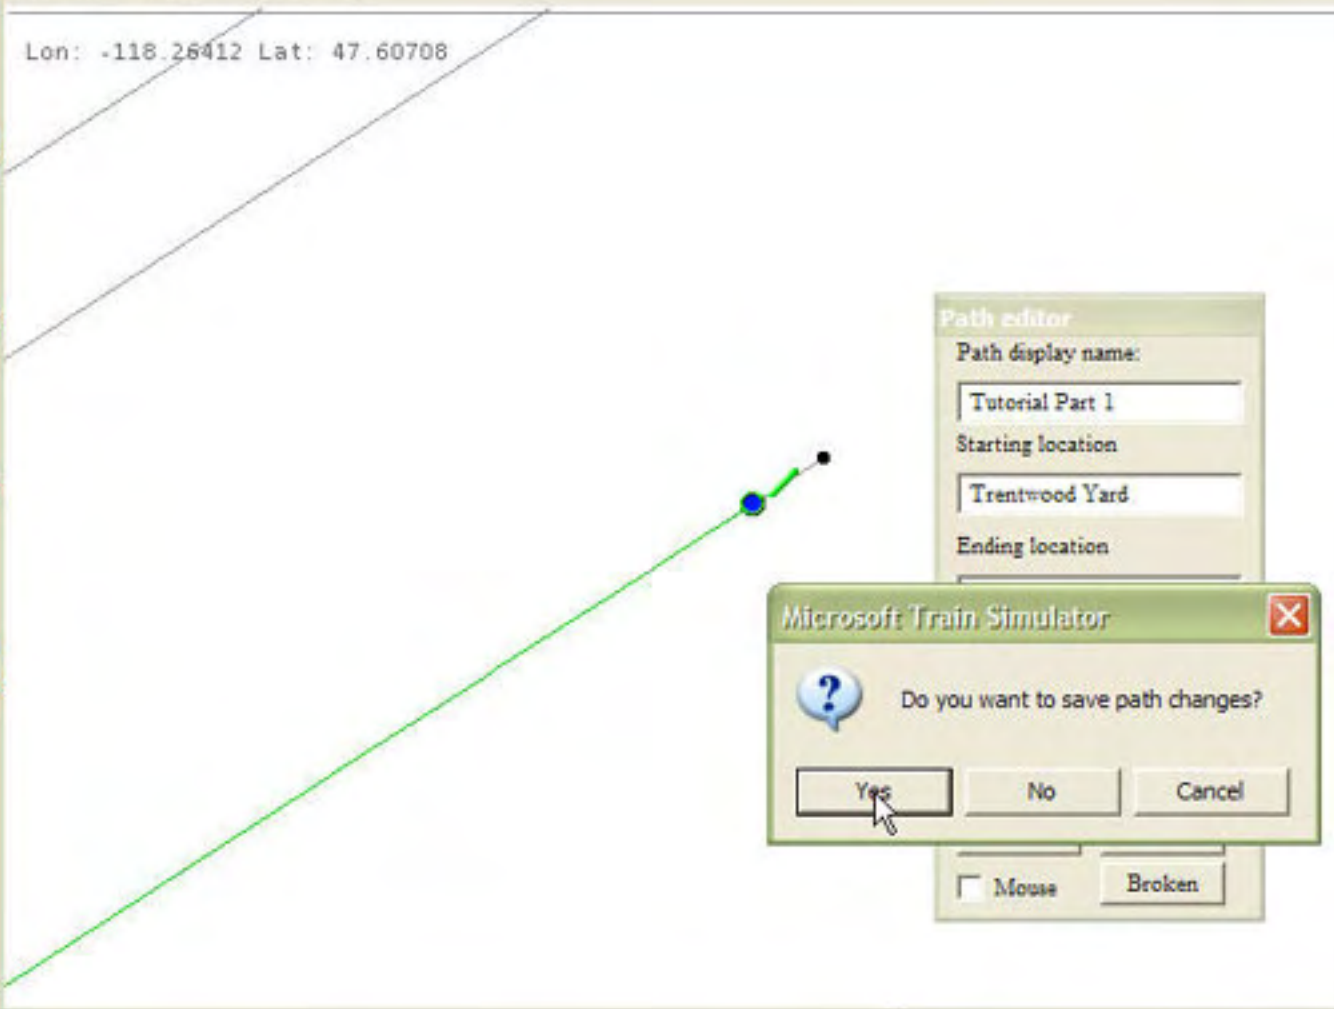 Lon: -118.26412 Lat: 47.60708
Path editor
Path display name:
Tutorial Part 1
Starting location
Trentwood Yard
Ending location
Microsoft Train Simulator
Do you want to save path changes?
Yes No Cancel
Mouse Broken